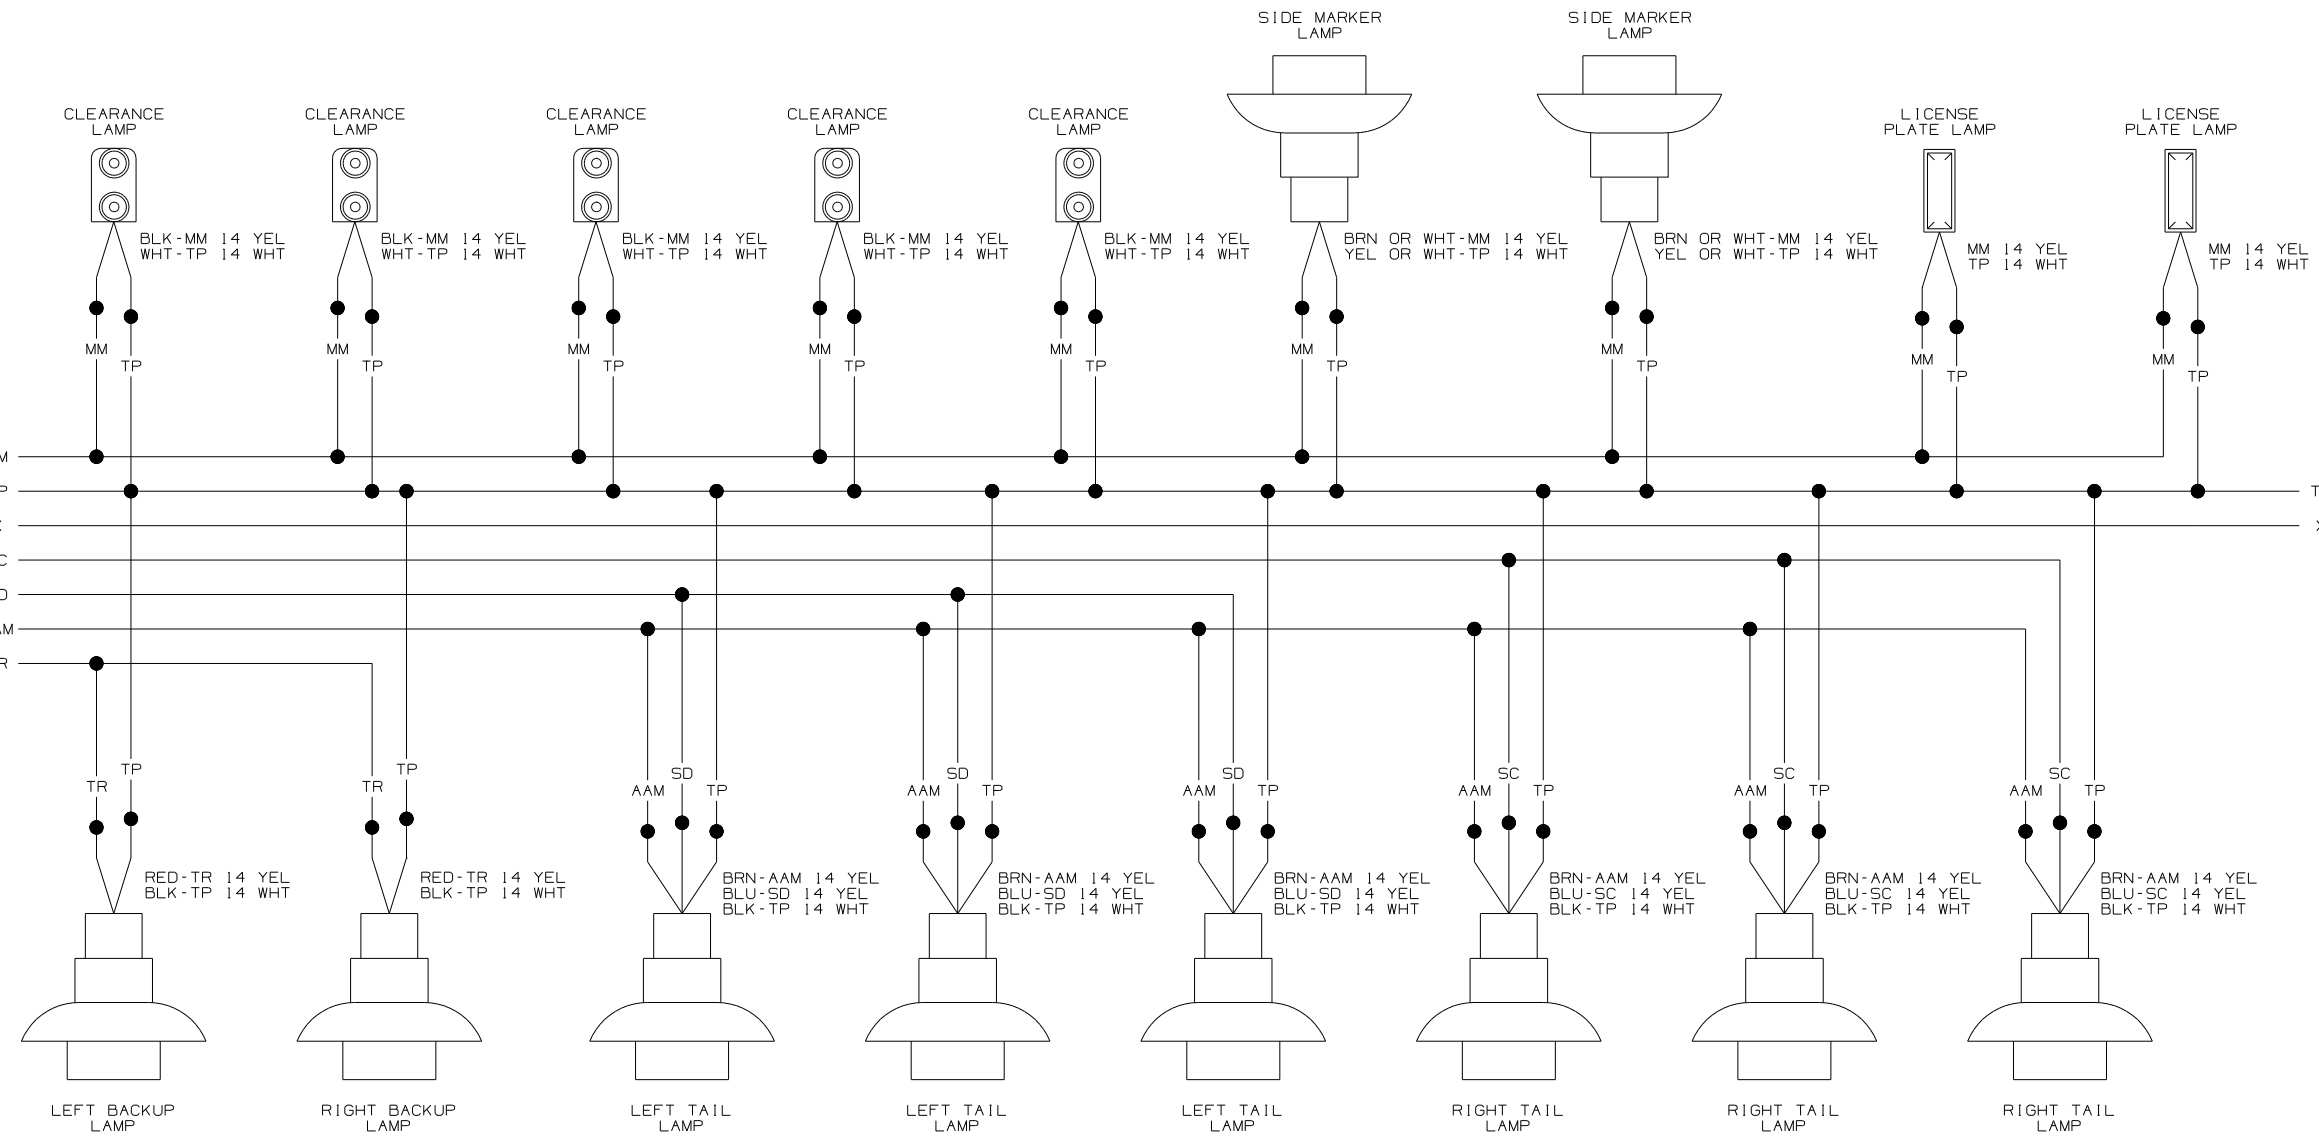 SIDE MARKER
LAMP
SIDE MARKER
LAMP
CLEARANCE
LAMP
CLEARANCE
LAMP
CLEARANCE
LAMP
CLEARANCE
LAMP
CLEARANCE
LAMP
LICENSE
PLATE LAMP
LICENSE
PLATE LAMP
BLK-MM 14 YEL
WHT-TP 14 WHT
BLK-MM 14 YEL
WHT-TP 14 WHT
BLK-MM 14 YEL
WHT-TP 14 WHT
BLK-MM 14 YEL
WHT-TP 14 WHT
BLK-MM 14 YEL
WHT-TP 14 WHT
BRN OR WHT-MM 14 YEL
YEL OR WHT-TP 14 WHT
BRN OR WHT-MM 14 YEL
YEL OR WHT-TP 14 WHT
MM 14 YEL
TP 14 WHT
MM 14 YEL
TP 14 WHT
MM
TP
MM
TP
MM
TP
MM
TP
MM
TP
MM
TP
MM
TP
MM
TP
MM
TP
TR
TP
TR
TP
AAM
SD
TP
AAM
SD
TP
AAM
SD
TP
AAM
SC
TP
AAM
SC
TP
AAM
SC
TP
RED-TR 14 YEL
BLK-TP 14 WHT
RED-TR 14 YEL
BLK-TP 14 WHT
BRN-AAM 14 YEL
BLU-SD 14 YEL
BLK-TP 14 WHT
BRN-AAM 14 YEL
BLU-SD 14 YEL
BLK-TP 14 WHT
BRN-AAM 14 YEL
BLU-SD 14 YEL
BLK-TP 14 WHT
BRN-AAM 14 YEL
BLU-SC 14 YEL
BLK-TP 14 WHT
BRN-AAM 14 YEL
BLU-SC 14 YEL
BLK-TP 14 WHT
BRN-AAM 14 YEL
BLU-SC 14 YEL
BLK-TP 14 WHT
LEFT BACKUP
LAMP
RIGHT BACKUP
LAMP
LEFT TAIL
LAMP
LEFT TAIL
LAMP
LEFT TAIL
LAMP
RIGHT TAIL
LAMP
RIGHT TAIL
LAMP
RIGHT TAIL
LAMP